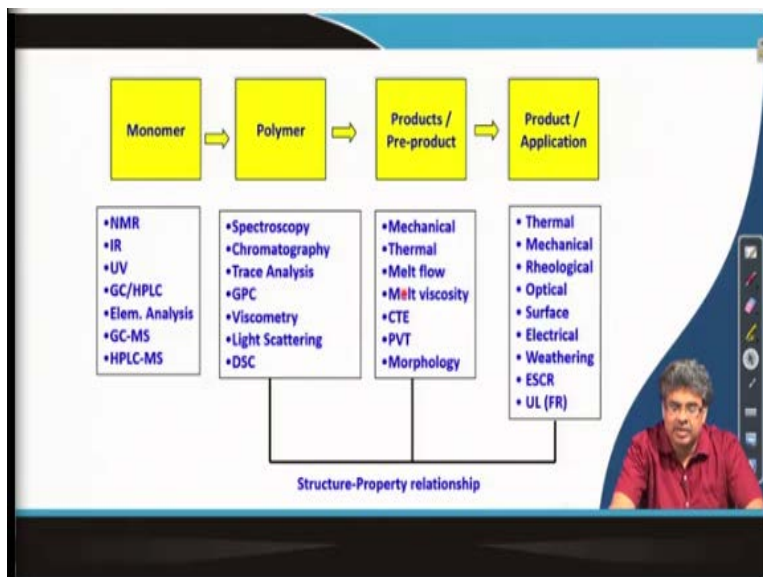 Monomer
Polymer
Products /
Pre-product
Product /
Application
•NMR
•IR
•UV
•GC/HPLC
•Elem. Analysis
•GC-MS
•HPLC-MS
•Spectroscopy
•Chromatography
•Trace Analysis
•GPC
•Viscometry
•Light Scattering
•DSC
•Mechanical
•Thermal
•Melt flow
•Melt viscosity
•CTE
•PVT
•Morphology
• Thermal
• Mechanical
• Rheological
• Optical
• Surface
• Electrical
• Weathering
• ESCR
• UL (FR)
Structure-Property relationship